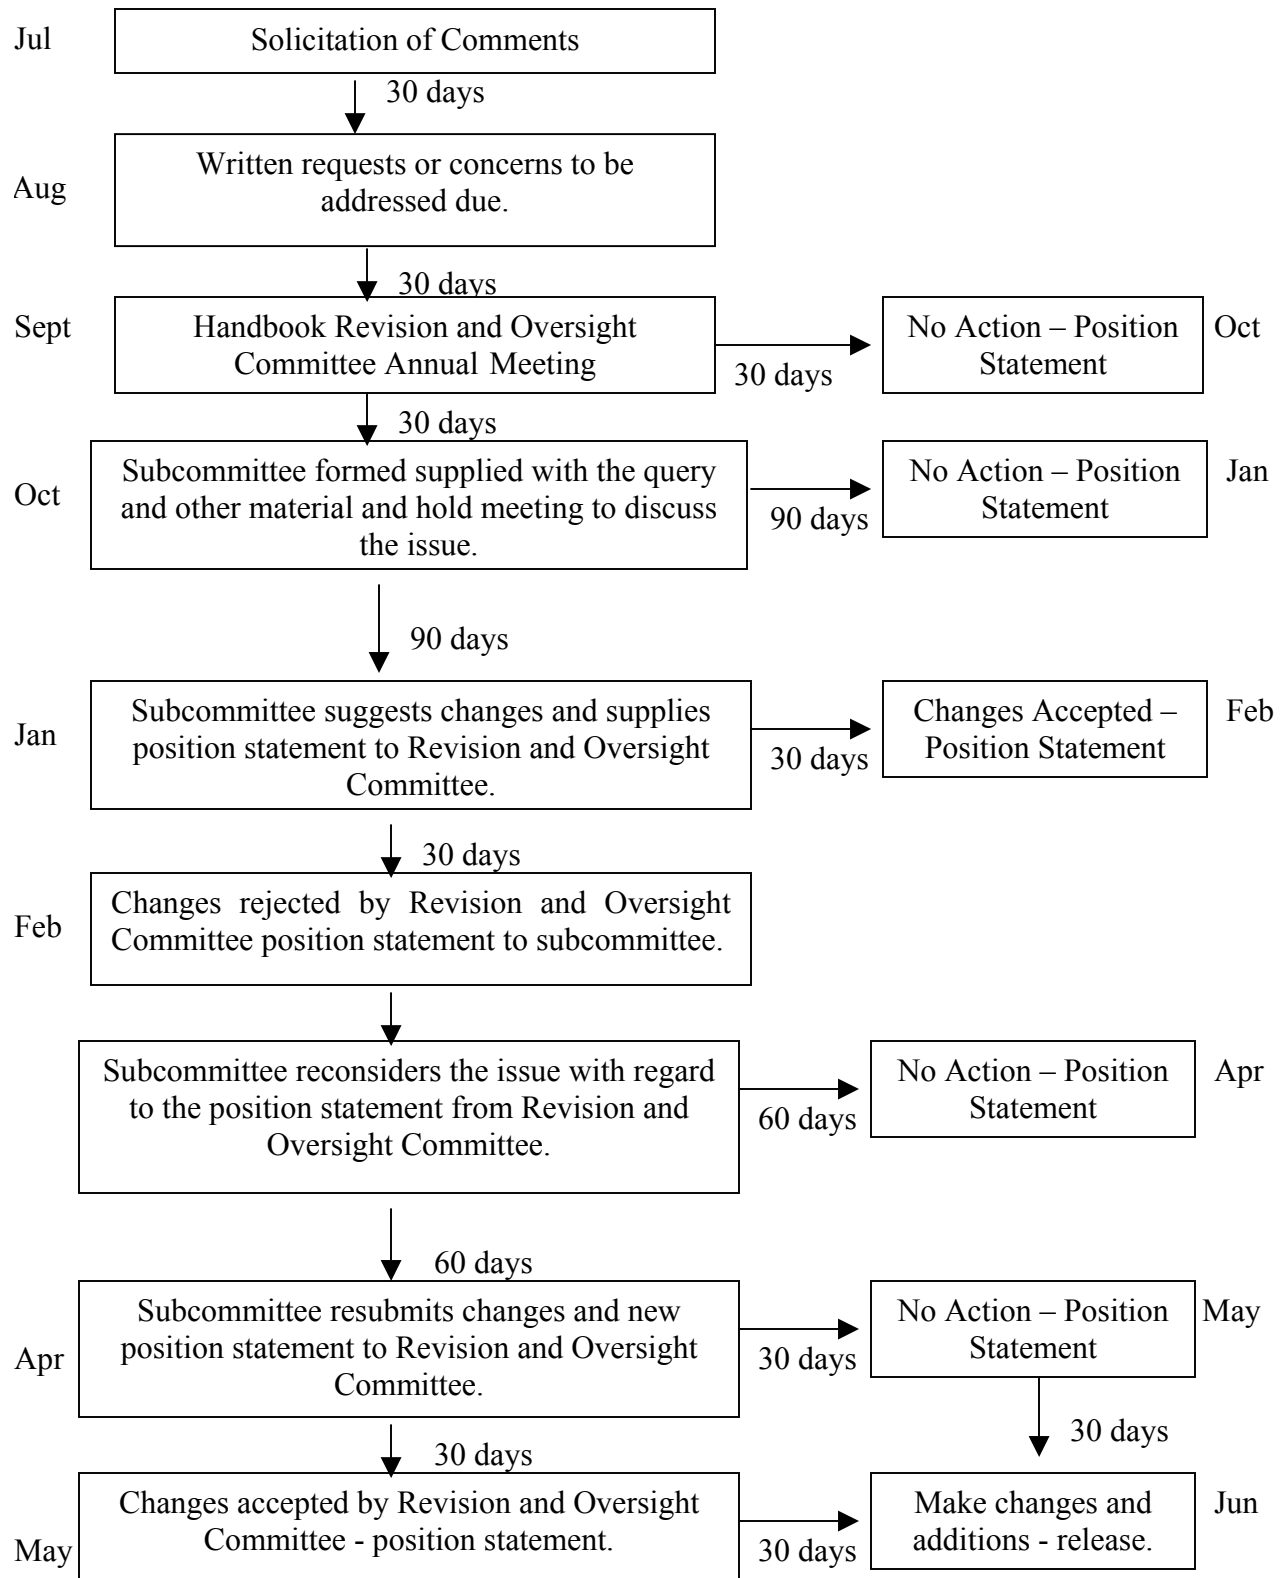 Jul
Solicitation of Comments
30 days
Aug
Written requests or concerns to be
addressed due.
30 days
Sept
Handbook Revision and Oversight
Committee Annual Meeting
30 days
No Action – Position
Statement
Oct
30 days
Oct
Subcommittee formed supplied with the query
and other material and hold meeting to discuss
the issue.
90 days
No Action – Position
Statement
Jan
90 days
Jan
Subcommittee suggests changes and supplies
position statement to Revision and Oversight
Committee.
30 days
Changes Accepted –
Position Statement
Feb
30 days
Feb
Changes rejected by Revision and Oversight
Committee position statement to subcommittee.
Subcommittee reconsiders the issue with regard
to the position statement from Revision and
Oversight Committee.
60 days
No Action – Position
Statement
Apr
60 days
Apr
Subcommittee resubmits changes and new
position statement to Revision and Oversight
Committee.
30 days
No Action – Position
Statement
May
30 days
30 days
May
Changes accepted by Revision and Oversight
Committee - position statement.
30 days
Make changes and
additions - release.
Jun